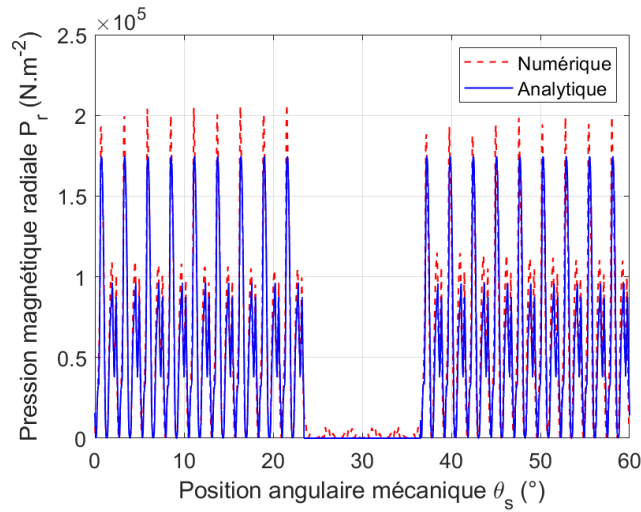 ×10⁵
2.5
2
1.5
1
0.5
0
0 10 20 30 40 50 60
Pression magnétique radiale P_r (N.m⁻²)
Position angulaire mécanique θ_s (°)
Numérique
Analytique